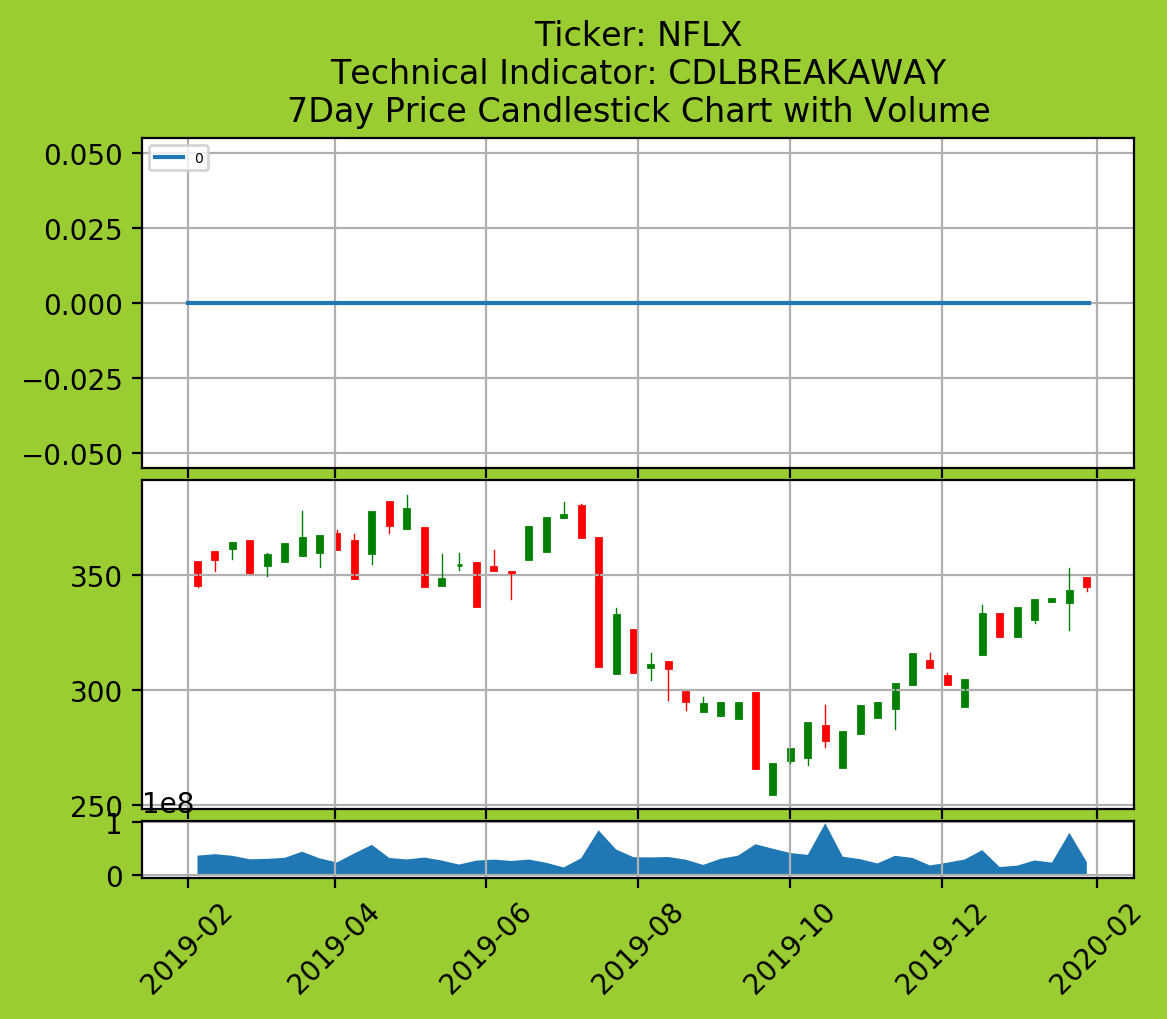 Ticker: NFLX
Technical Indicator: CDLBREAKAWAY
7Day Price Candlestick Chart with Volume
0
0.050
0.025
0.000
−0.025
−0.050
350
300
250
1e8
1
0
2019-02 2019-04 2019-06 2019-08 2019-10 2019-12 2020-02